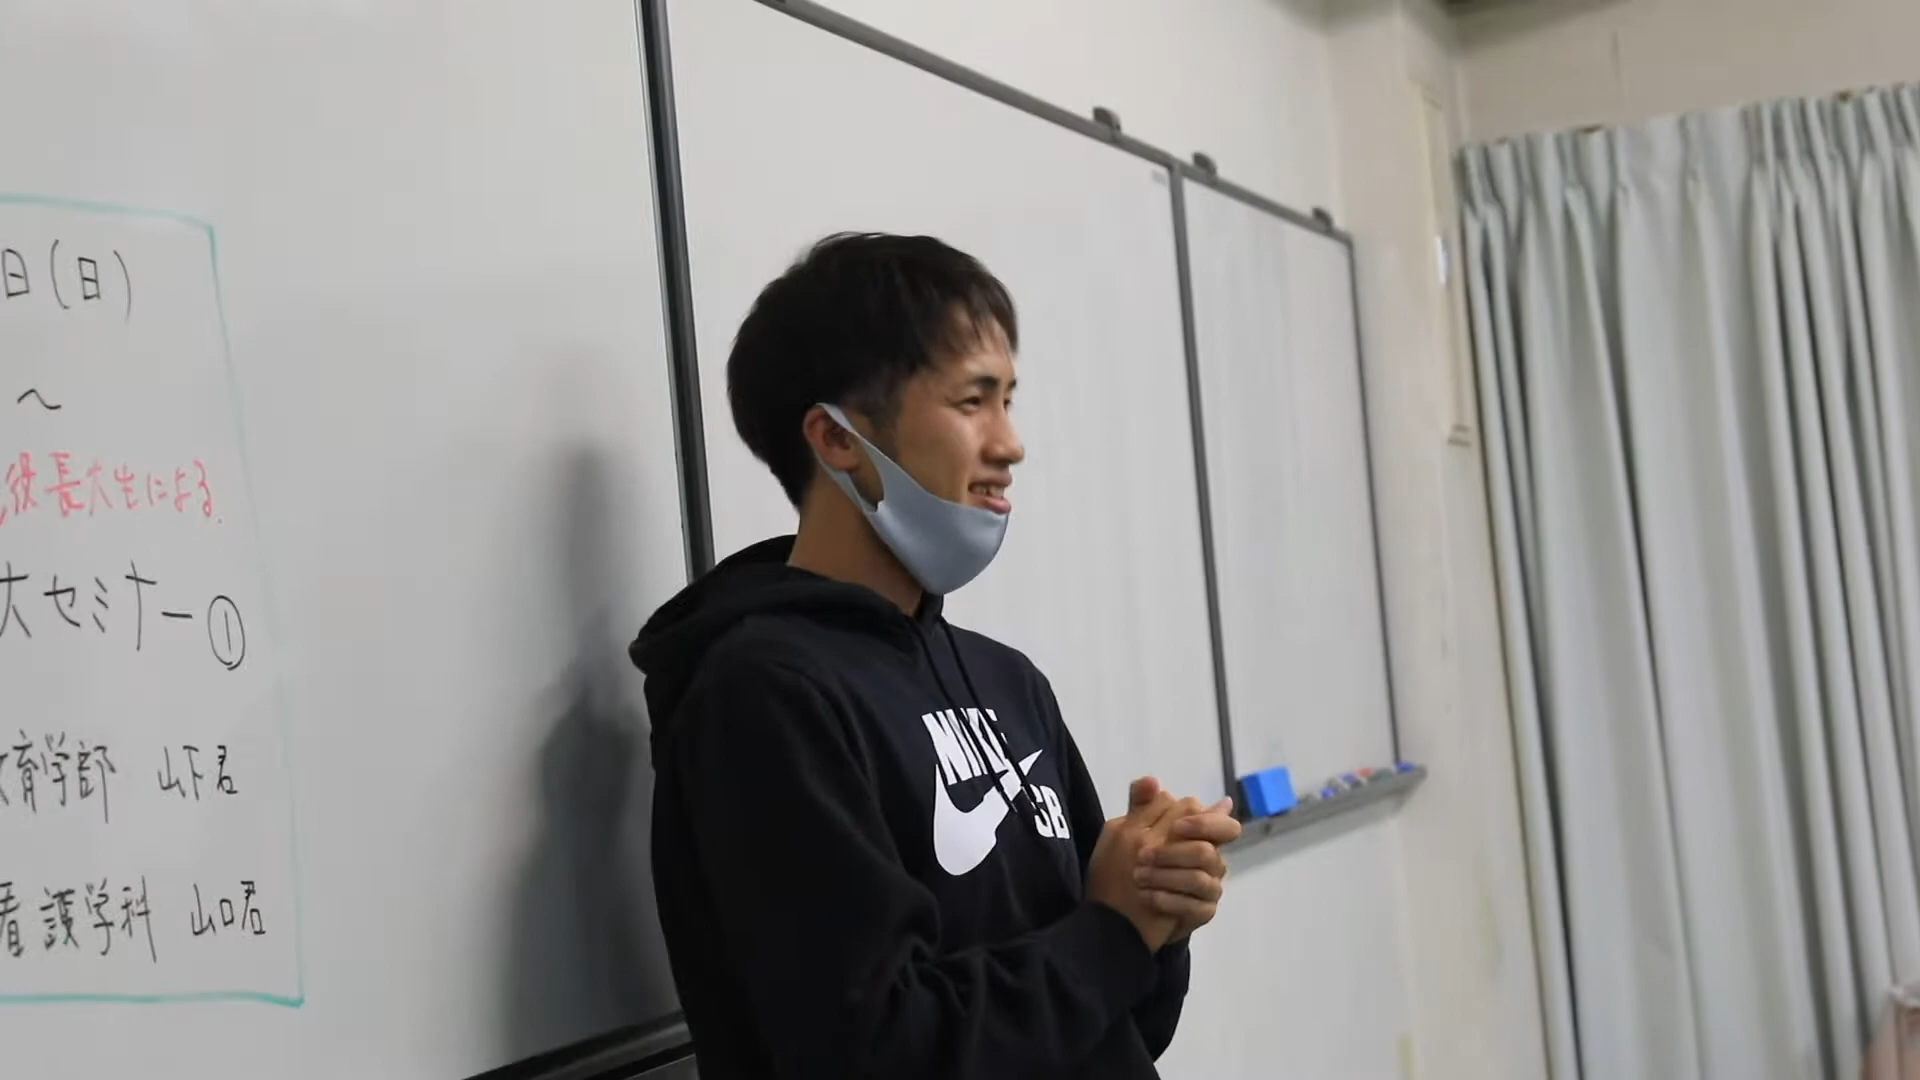 日(日)
～
役長大生による
大セミナー①
育学部 山下君
看護学科 山口君
NIKE
SB